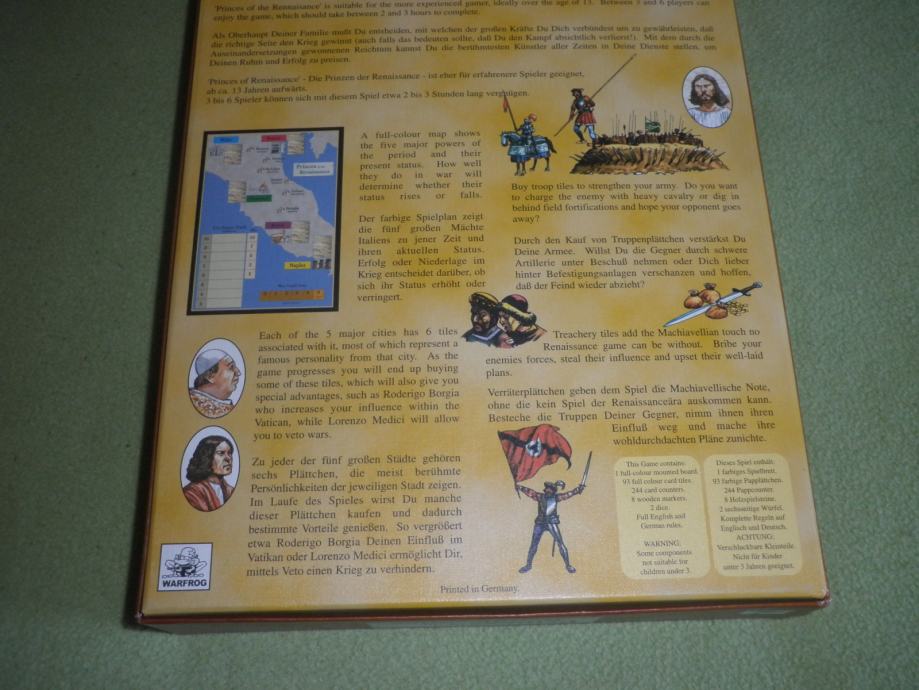 'Princes of the Rennaissance' is suitable for the more experienced gamer, ideally over the age of 13. Between 3 and 6 players can
enjoy the game, which should take between 2 and 3 hours to complete.
Als Oberhaupt Deiner Familie mußt Du entscheiden, mit welchen der großen Kräfte Du Dich verbündest um zu gewährleisten, daß
die richtige Seite den Krieg gewinnt (auch falls das bedeuten sollte, daß Du den Kampf absichtlich verlierst!). Mit dem durch die
Auseinandersetzungen gewonnenen Reichtum kannst Du die berühmtesten Künstler aller Zeiten in Deine Dienste stellen, um
Deinen Ruhm und Erfolg zu preisen.
'Princes of Renaissance' - Die Prinzen der Renaissance - ist eher für erfahrenere Spieler geeignet,
ab ca. 13 Jahren aufwärts.
3 bis 6 Spieler können sich mit diesem Spiel etwa 2 bis 3 Stunden lang vergnügen.
A full-colour map shows
the five major powers of
the period and their
present status. How well
they do in war will
determine whether their
status rises or falls.
Der farbige Spielplan zeigt
die fünf großen Mächte
Italiens zu jener Zeit und
ihren aktuellen Status.
Erfolg oder Niederlage im
Krieg entscheidet darüber, ob
sich ihr Status erhöht oder
verringert.
Princes of the
Renaissance
Naples
Buy troop tiles to strengthen your army. Do you want
to charge the enemy with heavy cavalry or dig in
behind field fortifications and hope your opponent goes
away?
Durch den Kauf von Truppenplättchen verstärkst Du
Deine Armee. Willst Du die Gegner durch schwere
Artillerie unter Beschuß nehmen oder Dich lieber
hinter Befestigungsanlagen verschanzen und hoffen,
daß der Feind wieder abzieht?
Each of the 5 major cities has 6 tiles
associated with it, most of which represent a
famous personality from that city. As the
game progresses you will end up buying
some of these tiles, which will also give you
special advantages, such as Roderigo Borgia
who increases your influence within the
Vatican, while Lorenzo Medici will allow
you to veto wars.
Zu jeder der fünf großen Städte gehören
sechs Plättchen, die meist berühmte
Persönlichkeiten der jeweiligen Stadt zeigen.
Im Laufe des Spieles wirst Du manche
dieser Plättchen kaufen und dadurch
bestimmte Vorteile genießen. So vergrößert
etwa Roderigo Borgia Deinen Einfluß im
Vatikan oder Lorenzo Medici ermöglicht Dir,
mittels Veto einen Krieg zu verhindern.
Treachery tiles add the Machiavellian touch no
Renaissance game can be without. Bribe your
enemies forces, steal their influence and upset their well-laid
plans.
Verräterplättchen geben dem Spiel die Machiavellische Note,
ohne die kein Spiel der Renaissanceära auskommen kann.
Besteche die Truppen Deiner Gegner, nimm ihnen ihren
Einfluß weg und mache ihre
wohldurchdachten Pläne zunichte.
This Game contains:
1 full-colour mounted board.
93 full colour card tiles.
244 card counters.
8 wooden markers.
2 dice.
Full English and
German rules.
WARNING:
Some components
not suitable for
children under 3.
Dieses Spiel enthält:
1 farbiges Spielbrett.
93 farbige Papplättchen.
244 Pappcounter.
8 Holzspielsteine.
2 sechsseitige Würfel.
Komplette Regeln auf
Englisch und Deutsch.
ACHTUNG:
Verschluckbare Kleinteile.
Nicht für Kinder
unter 3 Jahren geeignet.
WARFROG
Printed in Germany.